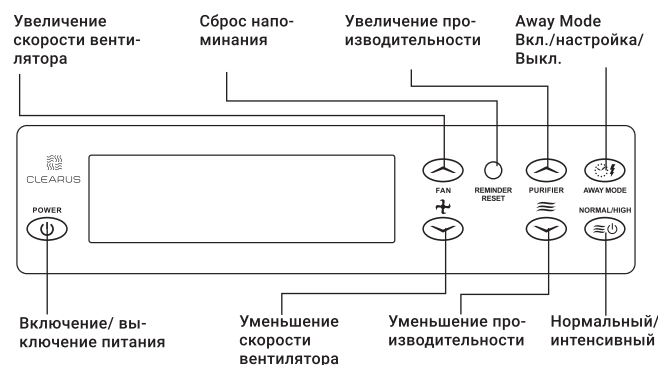 Увеличение
скорости венти-
лятора
Сброс напо-
минания
Увеличение про-
изводительности
Away Mode
Вкл./настройка/
Выкл.
CLEARUS
POWER
FAN
REMINDER
RESET
PURIFIER
AWAY MODE
NORMAL/HIGH
Включение/ вы-
ключение питания
Уменьшение
скорости
вентилятора
Уменьшение про-
изводительности
Нормальный/
интенсивный